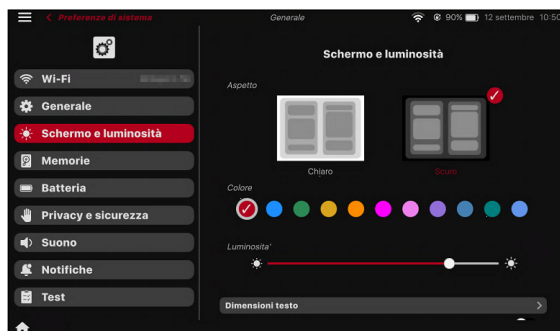 Preferenze di sistema
Generale
90%
12 settembre 10:50
Wi-Fi
Generale
Schermo e luminosità
Memorie
Batteria
Privacy e sicurezza
Suono
Notifiche
Test
Schermo e luminosità
Aspetto
Chiaro
Scuro
Colore
Luminosita'
Dimensioni testo